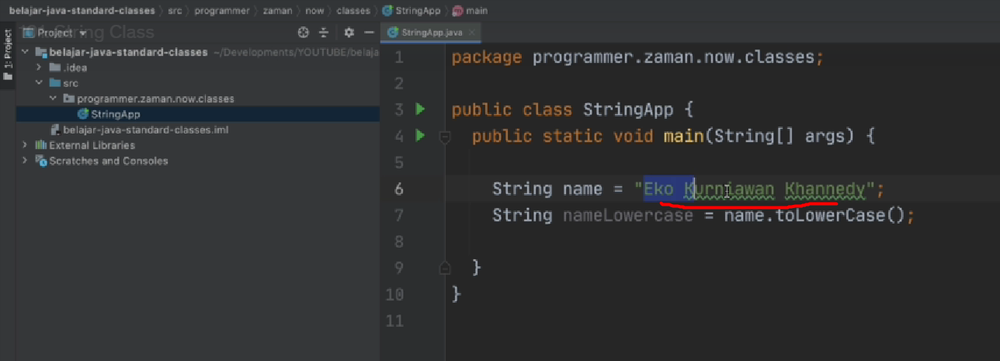 belajar-java-standard-classes src programmer zaman now classes StringApp main
String Class
1: Project
Project
belajar-java-standard-classes ~/Developments/YOUTUBE/belaja
.idea
src
programmer.zaman.now.classes
StringApp
belajar-java-standard-classes.iml
External Libraries
Scratches and Consoles
StringApp.java
1 package programmer.zaman.now.classes;
2
3 public class StringApp {
4 public static void main(String[] args) {
5
6 String name = "Eko Kurniawan Khannedy";
7 String nameLowercase = name.toLowerCase();
8
9 }
10 }
11